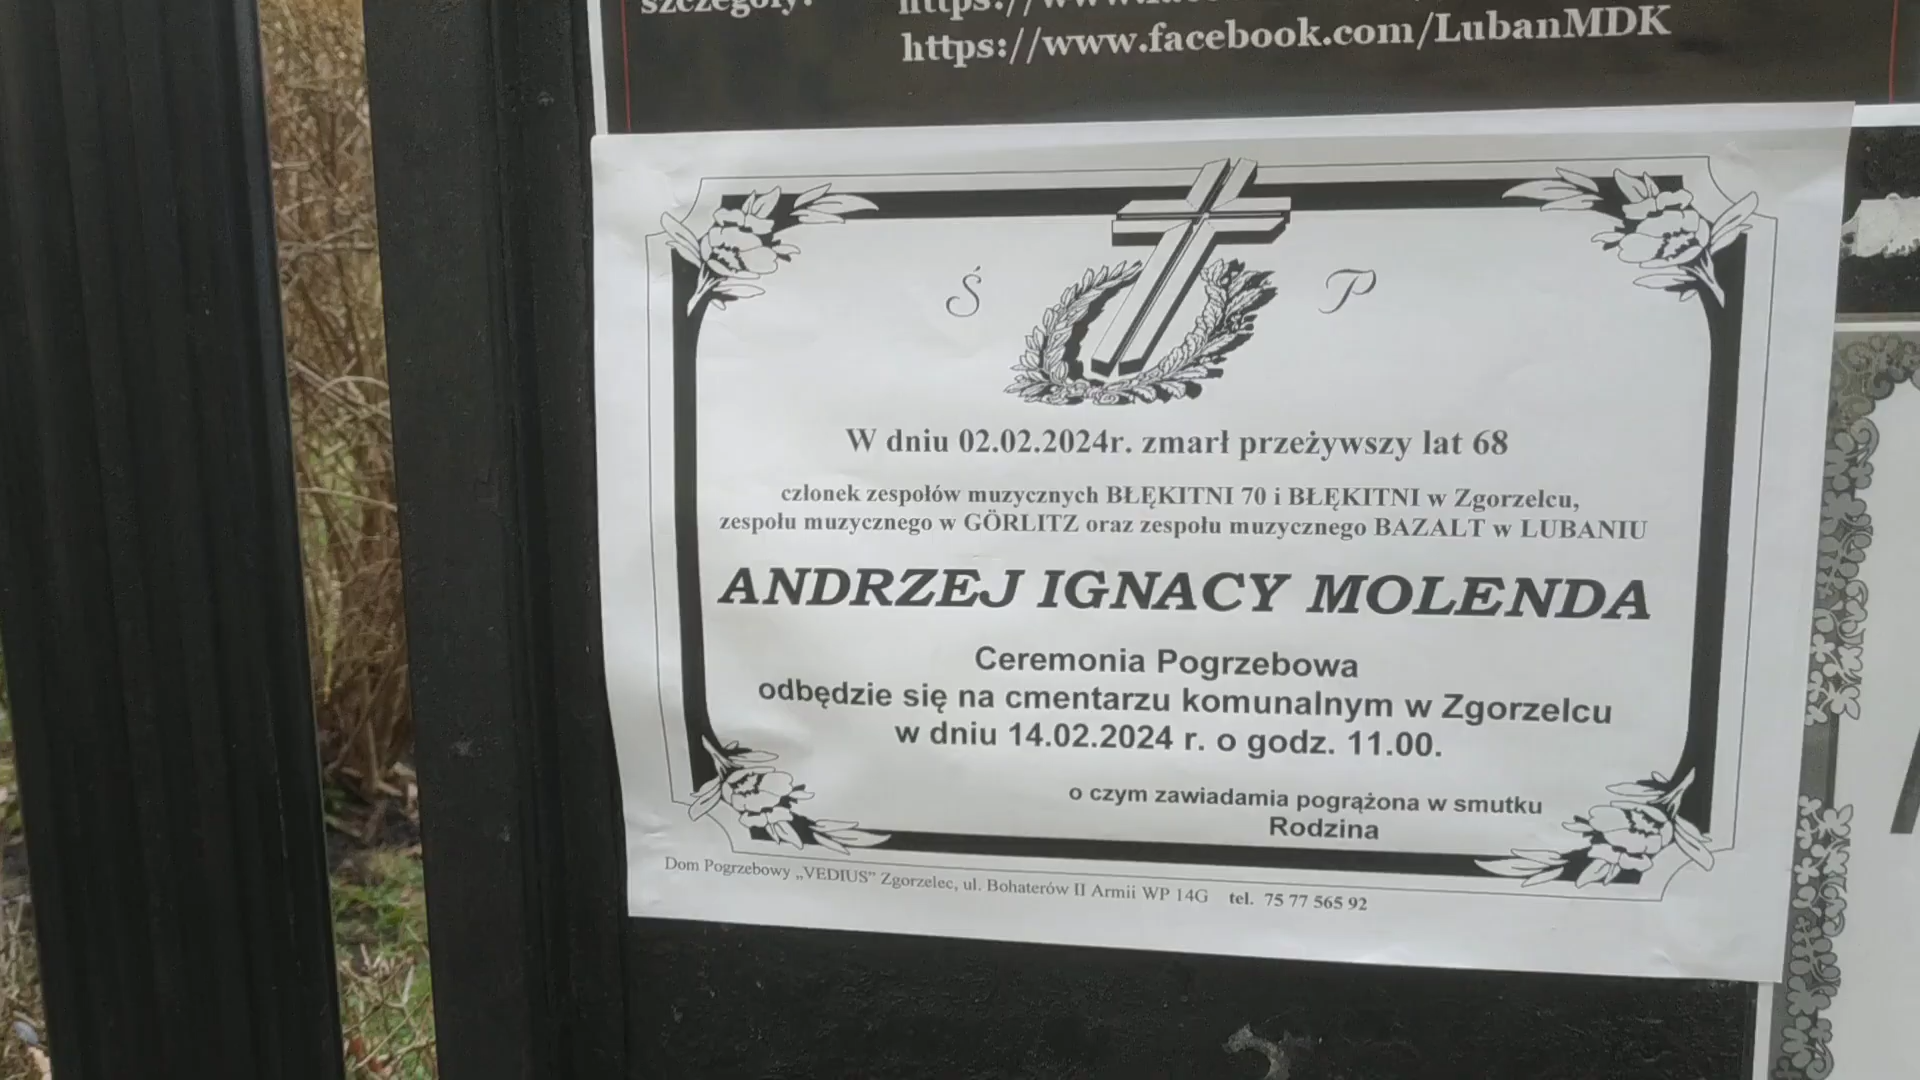 szczegóły:
https://www.facebook.com/LubanMDK
Ś P
W dniu 02.02.2024r. zmarł przeżywszy lat 68
członek zespołów muzycznych BŁĘKITNI 70 i BŁĘKITNI w Zgorzelcu,
zespołu muzycznego w GÖRLITZ oraz zespołu muzycznego BAZALT w LUBANIU
ANDRZEJ IGNACY MOLENDA
Ceremonia Pogrzebowa
odbędzie się na cmentarzu komunalnym w Zgorzelcu
w dniu 14.02.2024 r. o godz. 11.00.
o czym zawiadamia pogrążona w smutku
Rodzina
Dom Pogrzebowy „VEDIUS” Zgorzelec, ul. Bohaterów II Armii WP 14G tel. 75 77 565 92